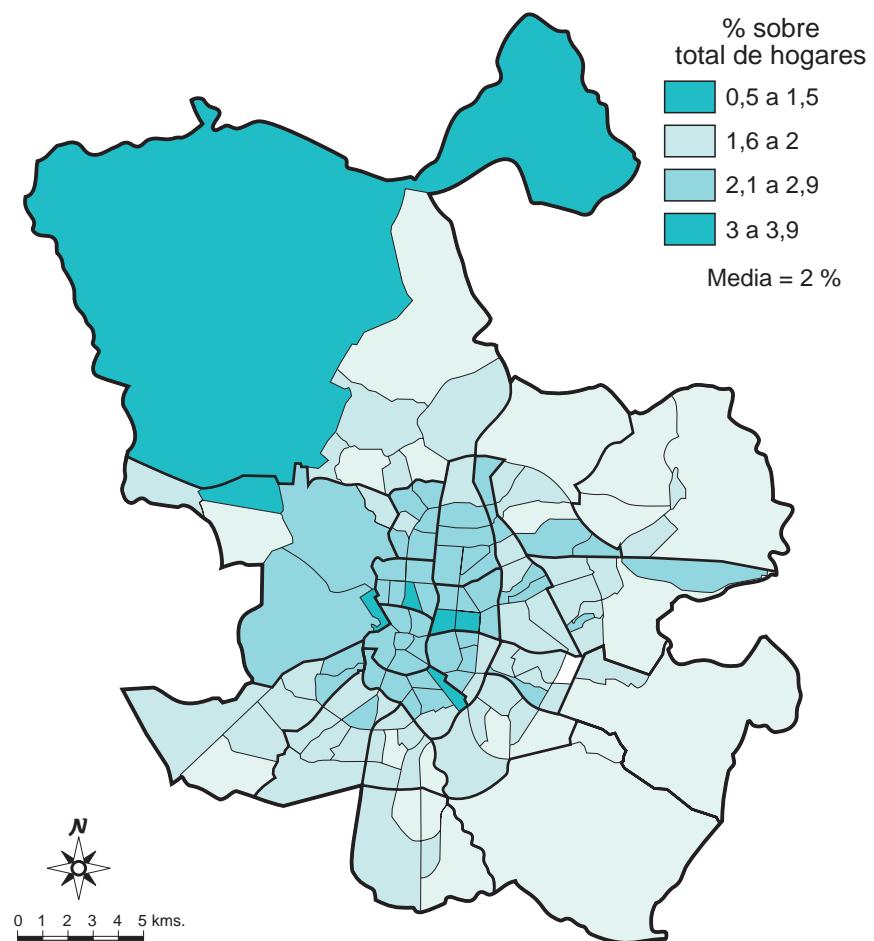 % sobre
total de hogares
0,5 a 1,5
1,6 a 2
2,1 a 2,9
3 a 3,9
Media = 2 %
N
0 1 2 3 4 5 kms.